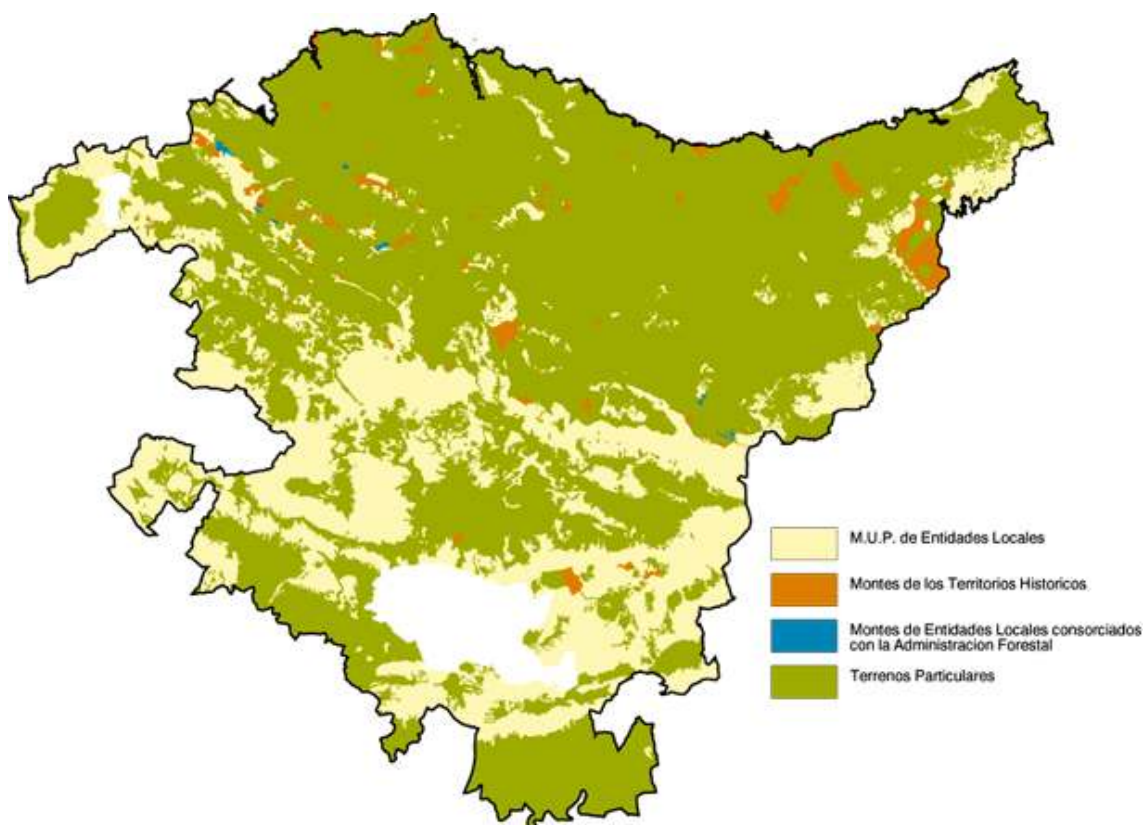 M.U.P. de Entidades Locales
Montes de los Territorios Historicos
Montes de Entidades Locales consorciados
con la Administracion Forestal
Terrenos Particulares